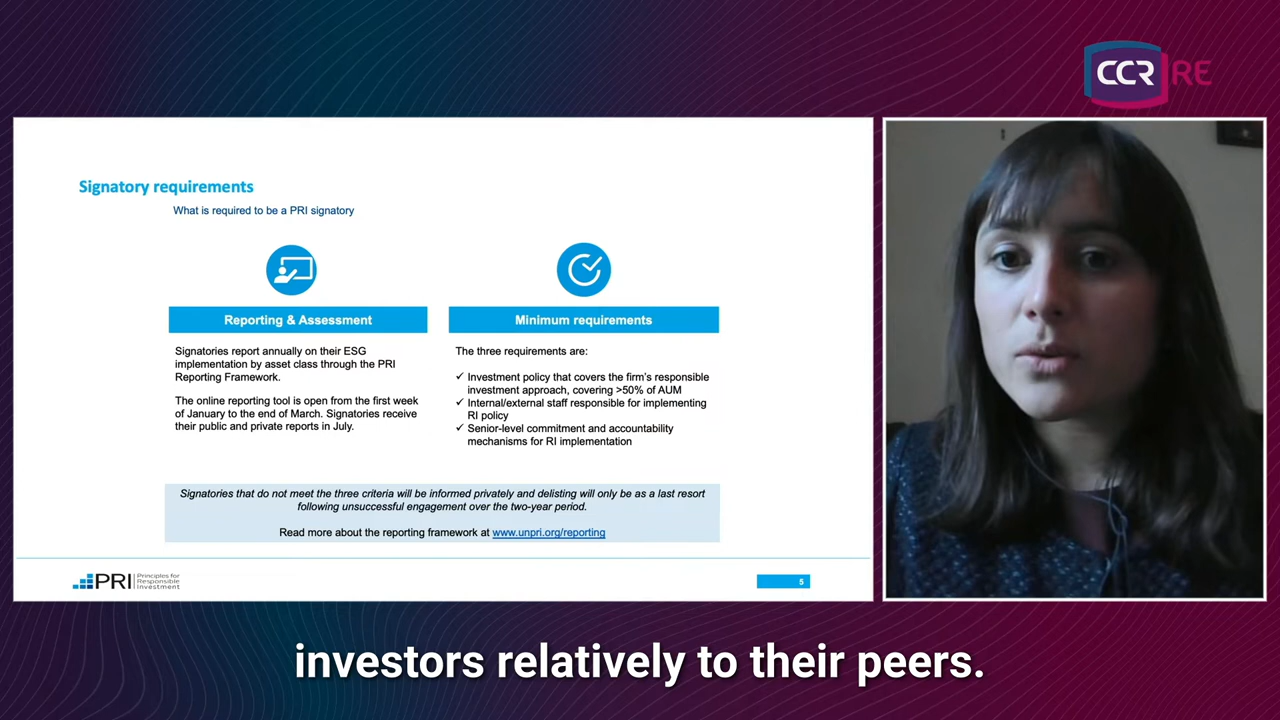 CCR RE
Signatory requirements
What is required to be a PRI signatory
Reporting & Assessment
Signatories report annually on their ESG
implementation by asset class through the PRI
Reporting Framework.
The online reporting tool is open from the first week
of January to the end of March. Signatories receive
their public and private reports in July.
Minimum requirements
The three requirements are:
✓ Investment policy that covers the firm's responsible
investment approach, covering >50% of AUM
✓ Internal/external staff responsible for implementing
RI policy
✓ Senior-level commitment and accountability
mechanisms for RI implementation
Signatories that do not meet the three criteria will be informed privately and delisting will only be as a last resort
following unsuccessful engagement over the two-year period.
Read more about the reporting framework at www.unpri.org/reporting
PRI
Principles for
Responsible
Investment
5
investors relatively to their peers.